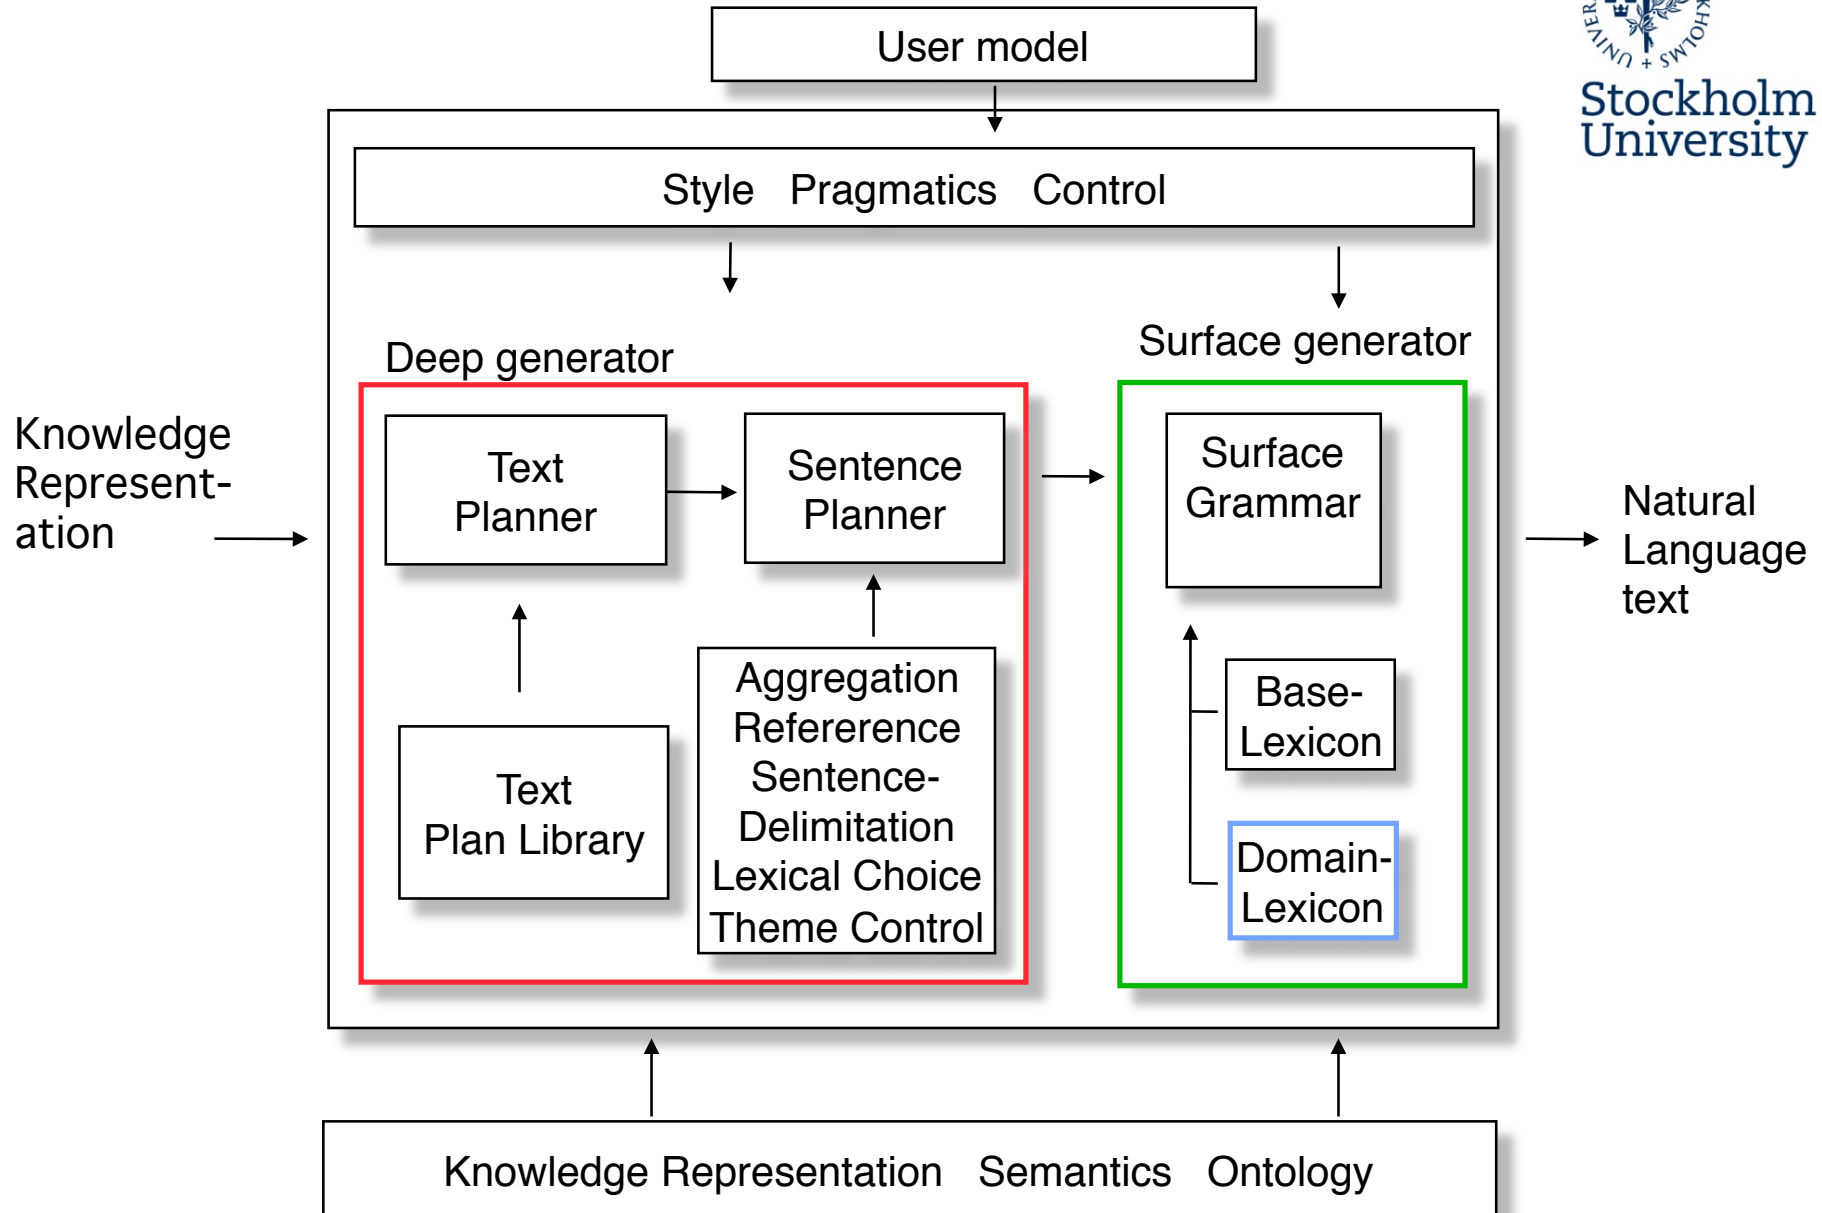 User model
Stockholm
University
Style Pragmatics Control
Deep generator
Surface generator
Knowledge
Represent-
ation
Text
Planner
Sentence
Planner
Surface
Grammar
Natural
Language
text
Text
Plan Library
Aggregation
Refererence
Sentence-
Delimitation
Lexical Choice
Theme Control
Base-
Lexicon
Domain-
Lexicon
Knowledge Representation Semantics Ontology